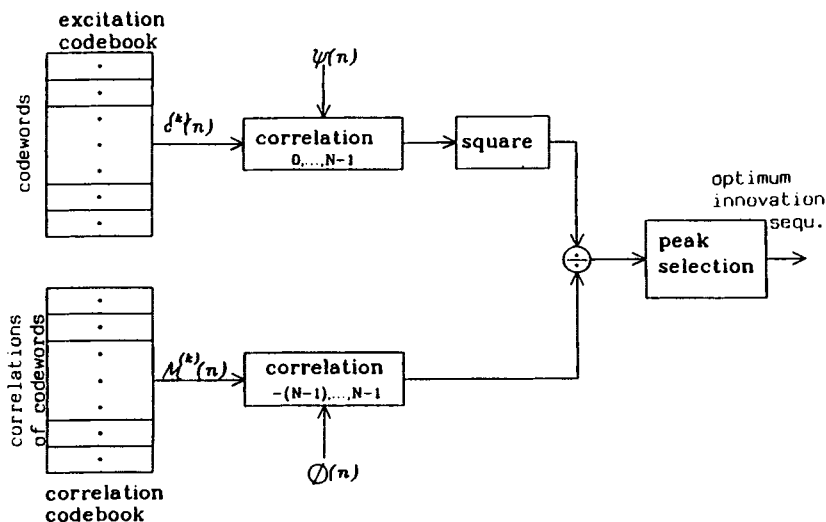 excitation
codebook
codewords
ψ(n)
correlation
0,...,N-1
square
÷
optimum
innovation
sequ.
peak
selection
correlations
of codewords
correlation
-(N-1),...,N-1
∅(n)
correlation
codebook